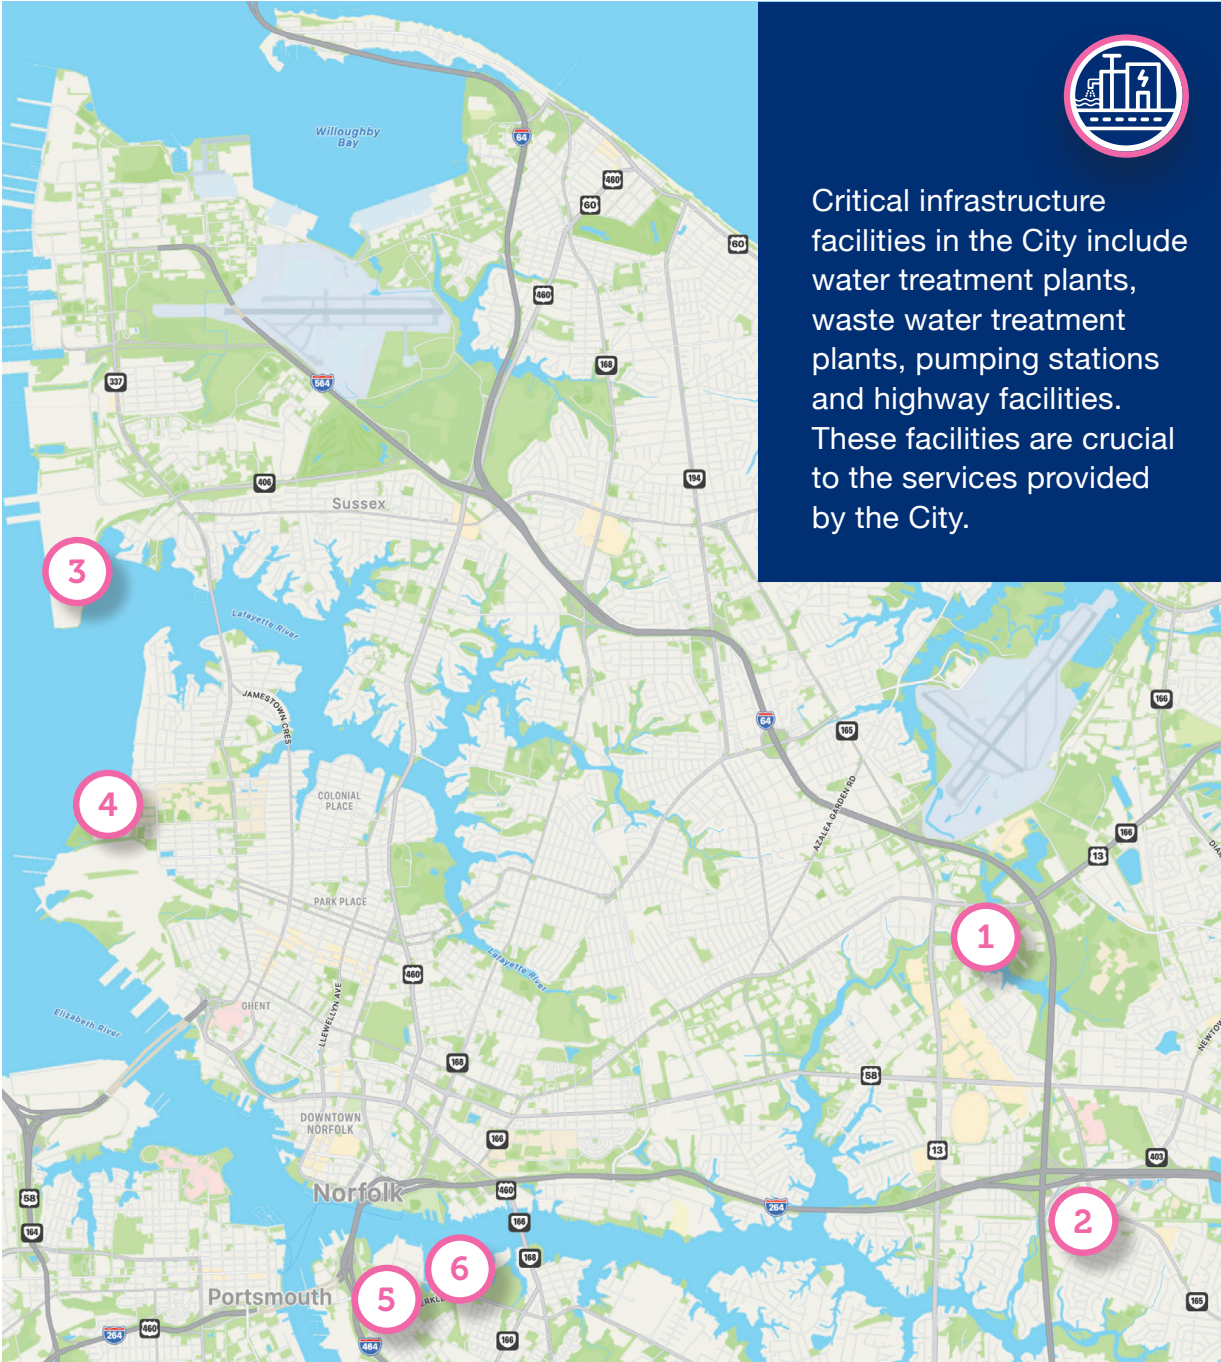 Critical infrastructure
facilities in the City include
water treatment plants,
waste water treatment
plants, pumping stations
and highway facilities.
These facilities are crucial
to the services provided
by the City.
Willoughby
Bay
64
460
60
60
460
168
337
564
406
Sussex
194
3
Lafayette River
JAMESTOWN CRES
64
165
166
4
COLONIAL
PLACE
AZALEA GARDEN RD
166
13
PARK PLACE
1
Lafayette River
460
GHENT
LLEWELLYN AVE
Elizabeth River
168
58
DOWNTOWN
NORFOLK
166
13
403
Norfolk
460
58
264
166
2
164
168
6
5
Portsmouth
165
264
460
464
166